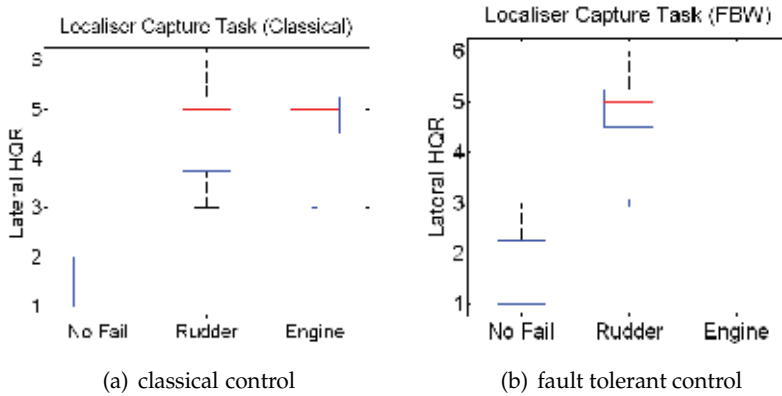 Localiser Capture Task (Classical)
Lateral HQR
6
5
4
3
2
1
No Fail Rudder Engine
(a) classical control
Localiser Capture Task (FBW)
Lateral HQR
6
5
4
3
2
1
No Fail Rudder Engine
(b) fault tolerant control